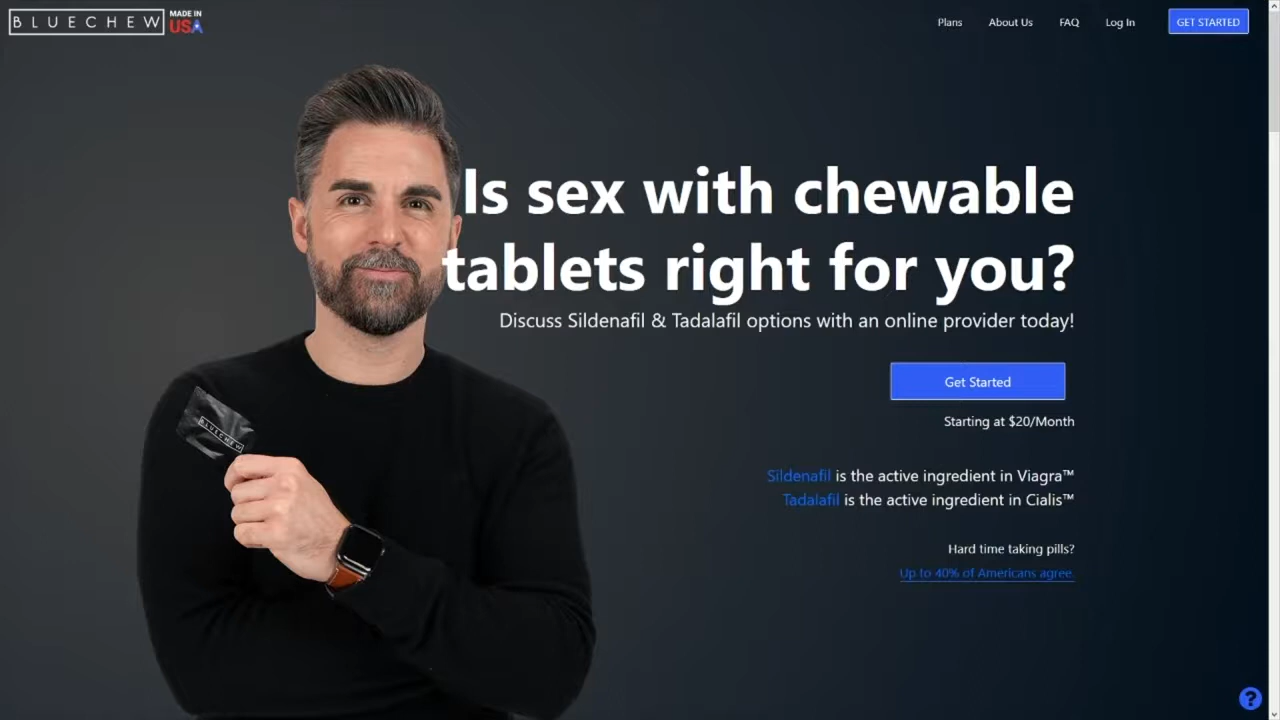 BLUECHEW
MADE IN
USA
Plans
About Us
FAQ
Log In
GET STARTED
Is sex with chewable
tablets right for you?
Discuss Sildenafil & Tadalafil options with an online provider today!
Get Started
Starting at $20/Month
Sildenafil is the active ingredient in Viagra™
Tadalafil is the active ingredient in Cialis™
BLUECHEW
Hard time taking pills?
Up to 40% of Americans agree.
?